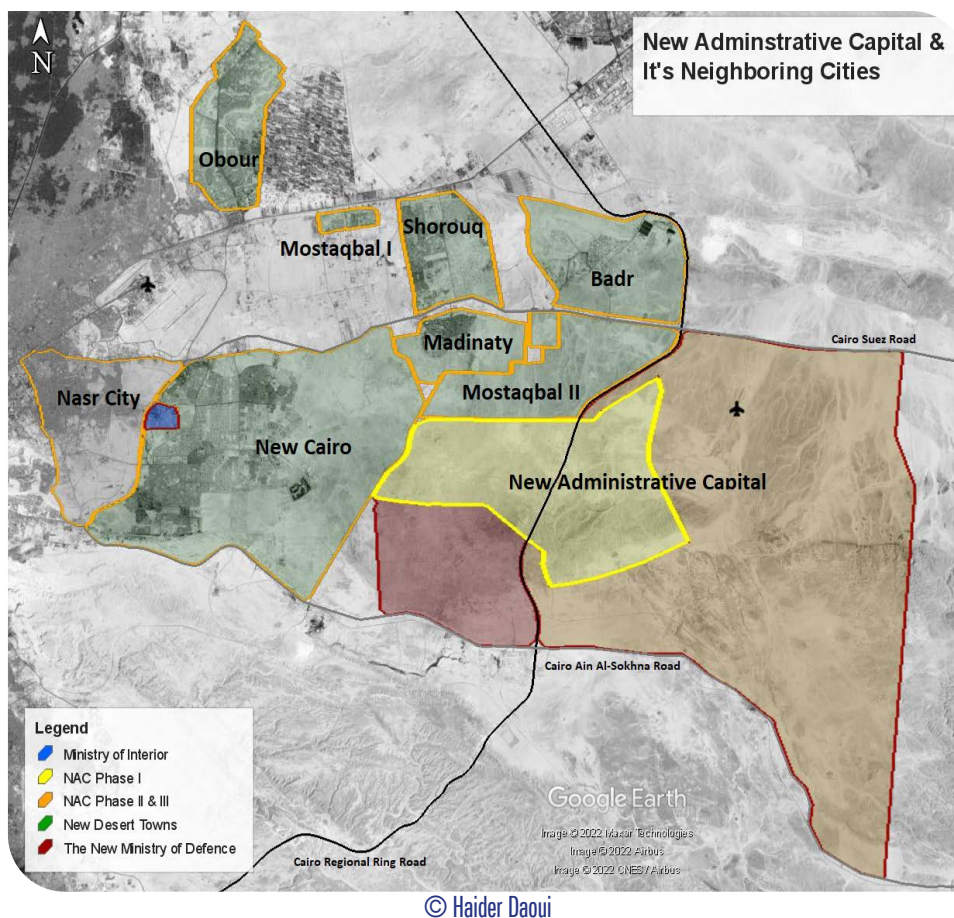 New Adminstrative Capital &
It's Neighboring Cities
N
Obour
Mostaqbal I
Shorouq
Badr
Madinaty
Cairo Suez Road
Nasr City
Mostaqbal II
New Cairo
New Administrative Capital
Cairo Ain Al-Sokhna Road
Legend
Ministry of Interior
NAC Phase I
NAC Phase II & III
New Desert Towns
The New Ministry of Defence
Google Earth
Image © 2022 Maxar Technologies
Image © 2022 Airbus
Image © 2022 CNES / Airbus
Cairo Regional Ring Road
© Haider Daoui